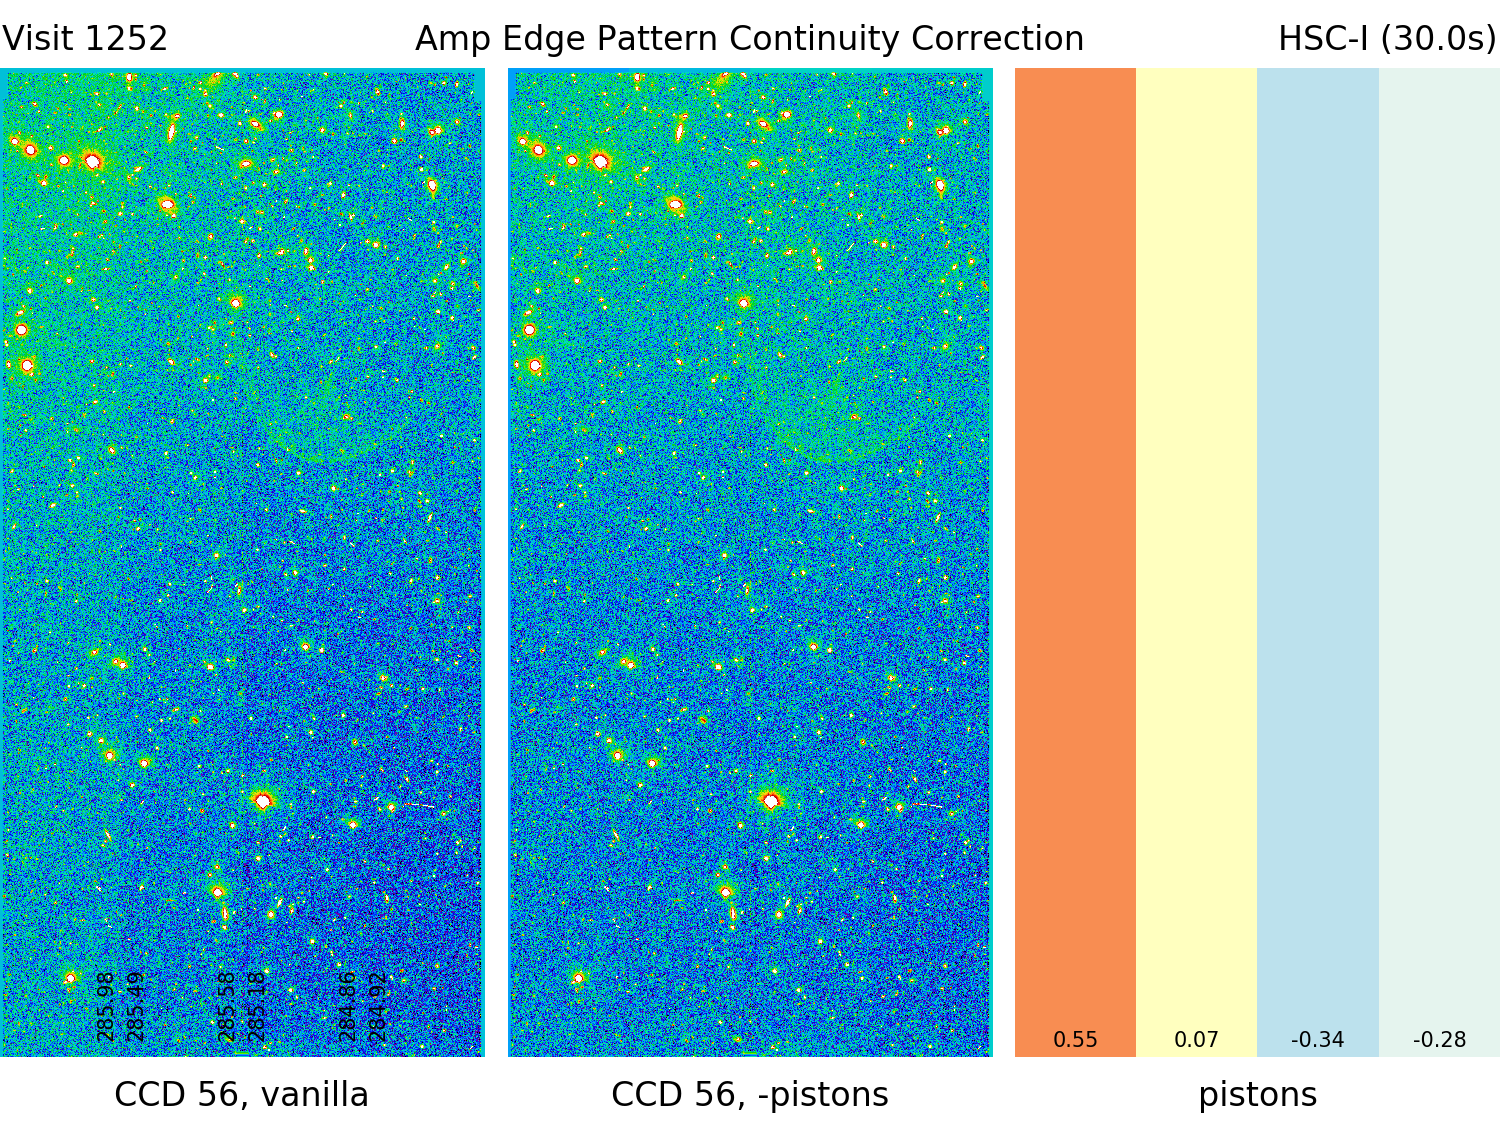 Visit 1252 Amp Edge Pattern Continuity Correction HSC-I (30.0s)
285.98
285.49
285.58
285.18
284.86
284.92
0.55 0.07 -0.34 -0.28
CCD 56, vanilla CCD 56, -pistons pistons